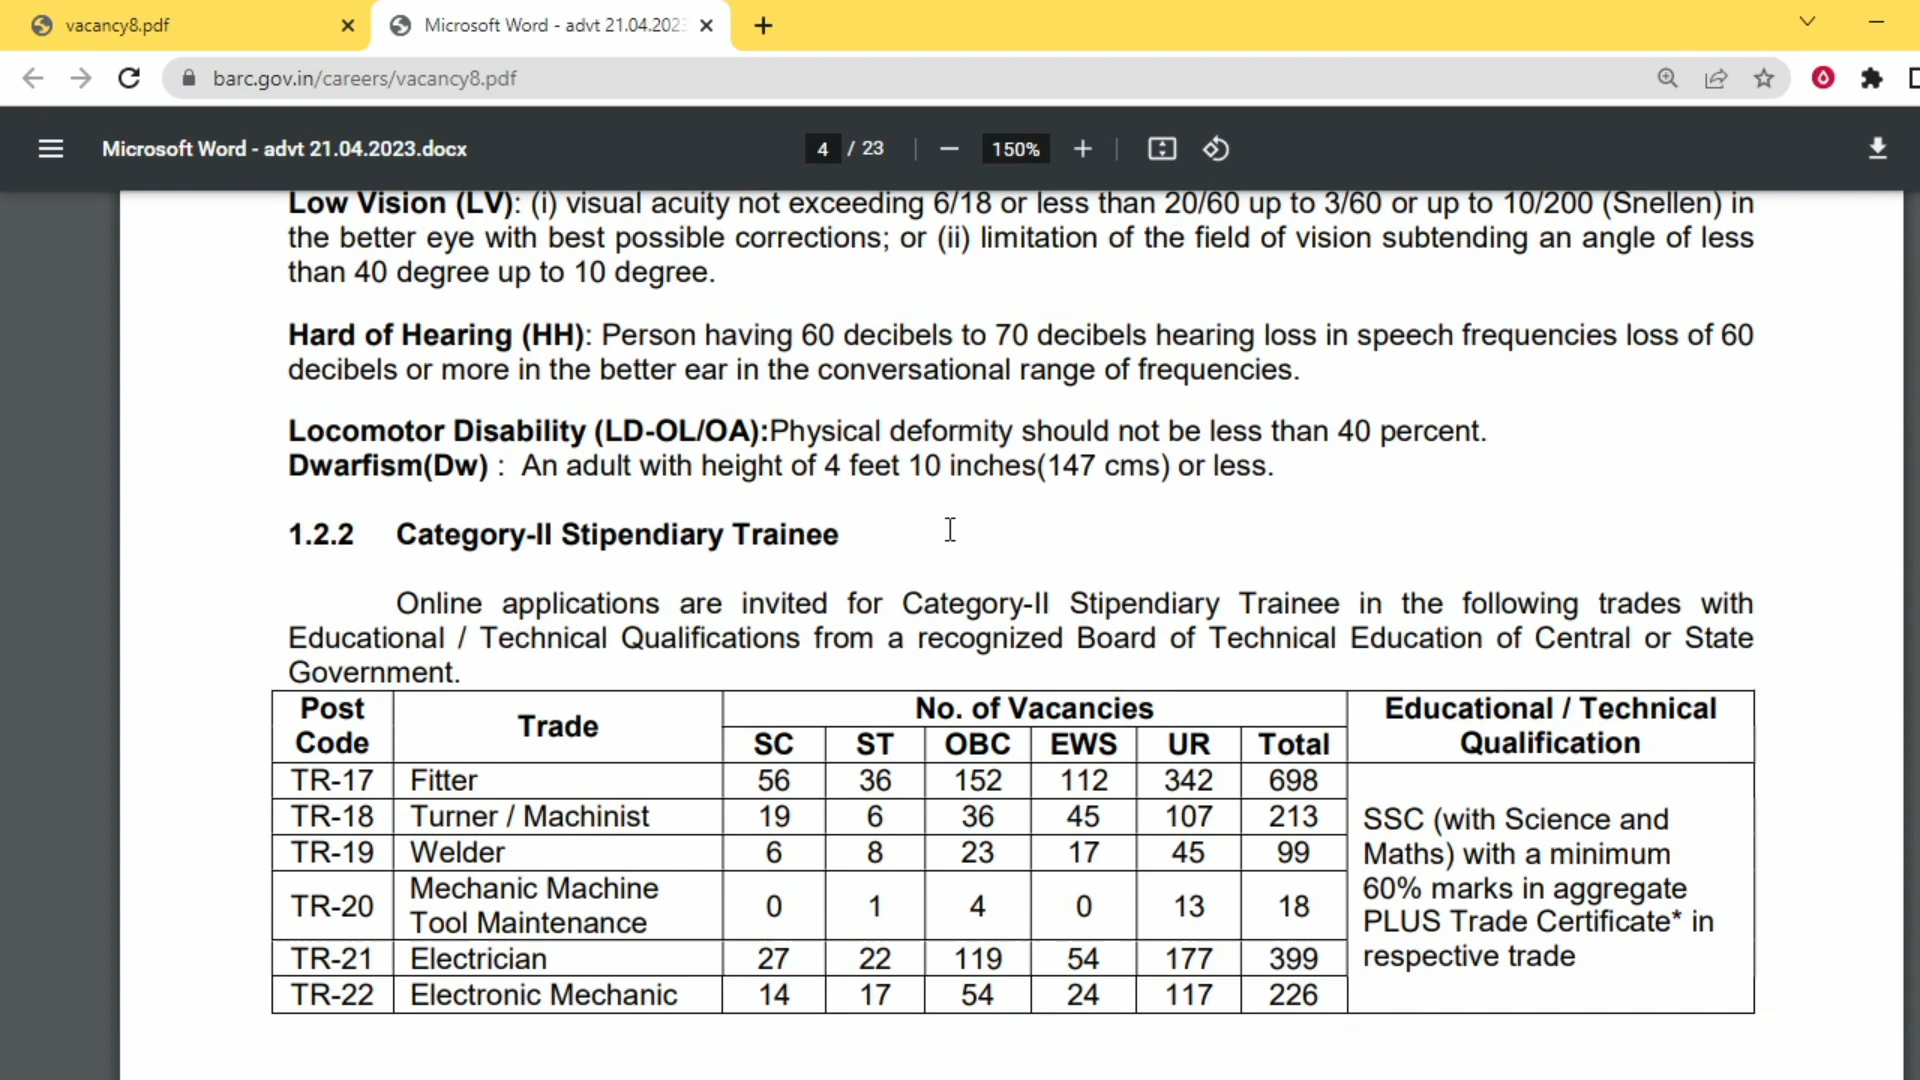 vacancy8.pdf
Microsoft Word - advt 21.04.202
barc.gov.in/careers/vacancy8.pdf
Microsoft Word - advt 21.04.2023.docx
4 / 23
150%
Low Vision (LV): (i) visual acuity not exceeding 6/18 or less than 20/60 up to 3/60 or up to 10/200 (Snellen) in
the better eye with best possible corrections; or (ii) limitation of the field of vision subtending an angle of less
than 40 degree up to 10 degree.
Hard of Hearing (HH): Person having 60 decibels to 70 decibels hearing loss in speech frequencies loss of 60
decibels or more in the better ear in the conversational range of frequencies.
Locomotor Disability (LD-OL/OA):Physical deformity should not be less than 40 percent.
Dwarfism(Dw) : An adult with height of 4 feet 10 inches(147 cms) or less.
1.2.2 Category-II Stipendiary Trainee
Online applications are invited for Category-II Stipendiary Trainee in the following trades with
Educational / Technical Qualifications from a recognized Board of Technical Education of Central or State
Government.
Post Code Trade No. of Vacancies Educational / Technical Qualification
SC ST OBC EWS UR Total
TR-17 Fitter 56 36 152 112 342 698
TR-18 Turner / Machinist 19 6 36 45 107 213
TR-19 Welder 6 8 23 17 45 99
TR-20 Mechanic Machine Tool Maintenance 0 1 4 0 13 18
TR-21 Electrician 27 22 119 54 177 399
TR-22 Electronic Mechanic 14 17 54 24 117 226
SSC (with Science and
Maths) with a minimum
60% marks in aggregate
PLUS Trade Certificate* in
respective trade